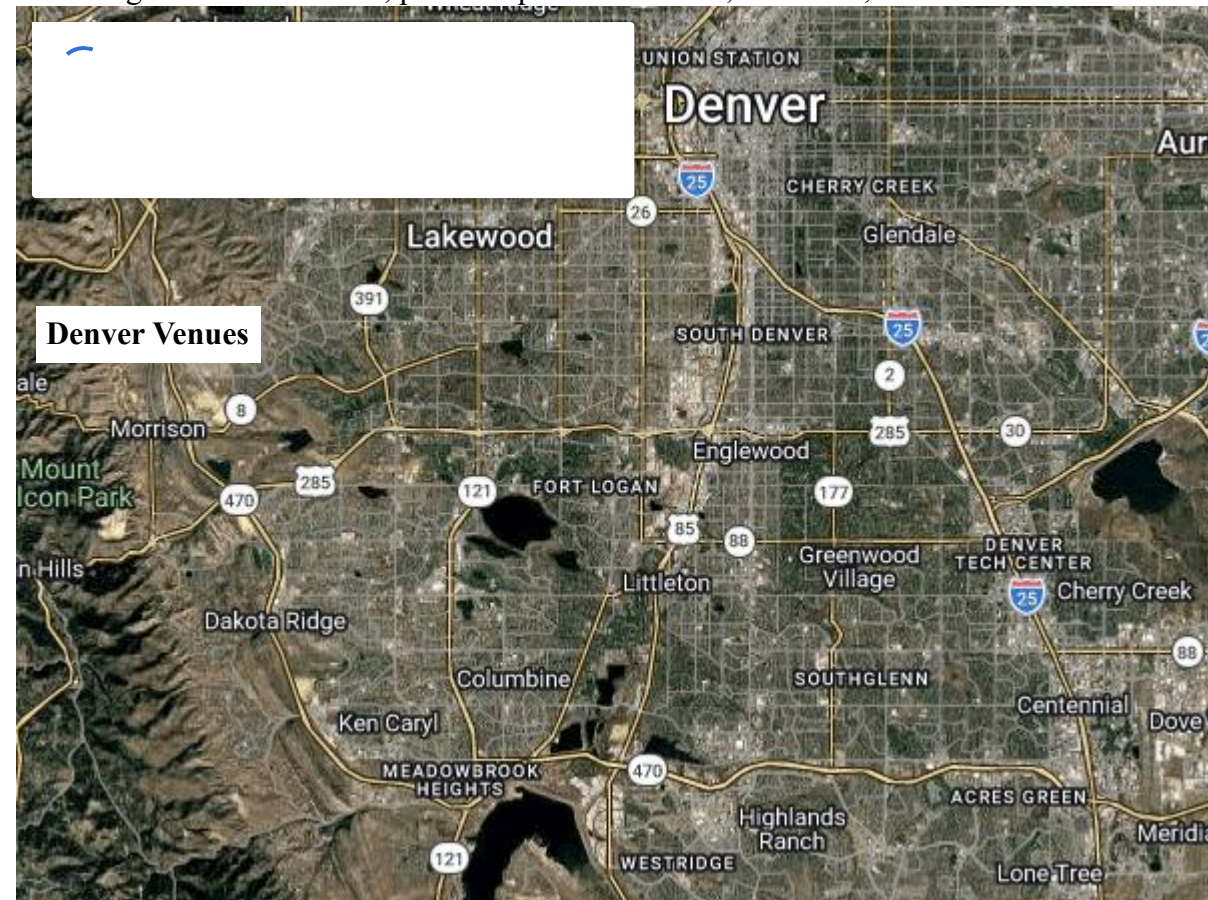 UNION STATION
Denver
Aur
25
CHERRY CREEK
26
Glendale
Lakewood
391
Denver Venues
SOUTH DENVER
25
2
ale
8
Morrison
285
30
Englewood
Mount
lcon Park
285
470
121
FORT LOGAN
177
85
88
Greenwood
Village
DENVER
TECH CENTER
n Hills
Littleton
25
Cherry Creek
Dakota Ridge
88
Columbine
SOUTHGLENN
Centennial
Ken Caryl
Dove
MEADOWBROOK
HEIGHTS
470
ACRES GREEN
Highlands
Ranch
Meridia
121
WESTRIDGE
Lone Tree